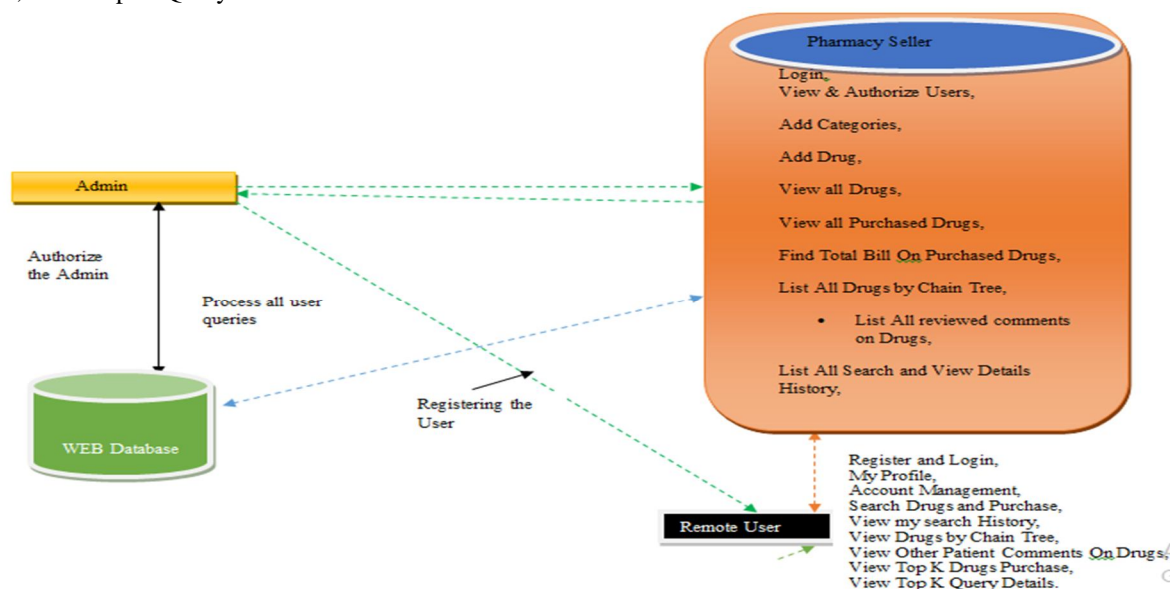 Pharmacy Seller
Login,
View & Authorize Users,
Add Categories,
Add Drug,
View all Drugs,
View all Purchased Drugs,
Find Total Bill On Purchased Drugs,
List All Drugs by Chain Tree,
• List All reviewed comments
on Drugs,
List All Search and View Details
History,
Admin
Authorize
the Admin
Process all user
queries
WEB Database
Registering the
User
Remote User
Register and Login,
My Profile,
Account Management,
Search Drugs and Purchase,
View my search History,
View Drugs by Chain Tree,
View Other Patient Comments On Drugs,
View Top K Drugs Purchase,
View Top K Query Details.